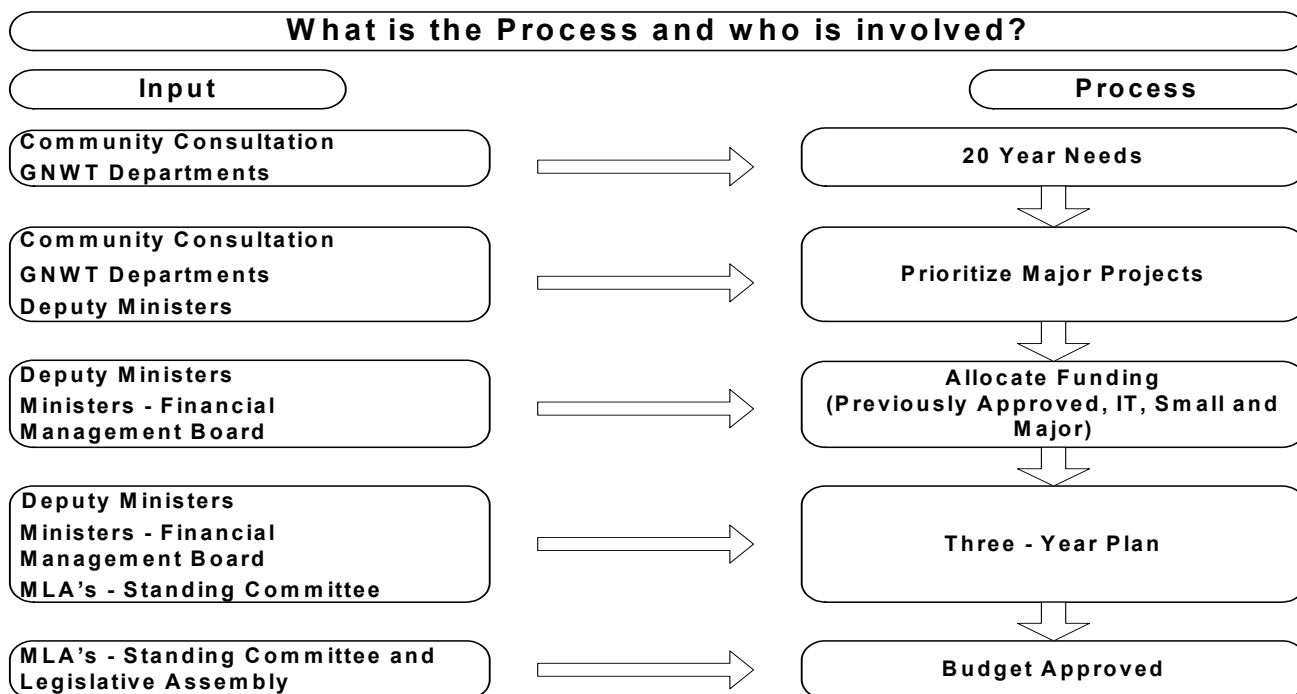 What is the Process and who is involved?
Input
Process
Community Consultation
GNWT Departments
20 Year Needs
Community Consultation
GNWT Departments
Deputy Ministers
Prioritize Major Projects
Deputy Ministers
Ministers - Financial
Management Board
Allocate Funding
(Previously Approved, IT, Small and
Major)
Deputy Ministers
Ministers - Financial
Management Board
MLA's - Standing Committee
Three - Year Plan
MLA's - Standing Committee and
Legislative Assembly
Budget Approved